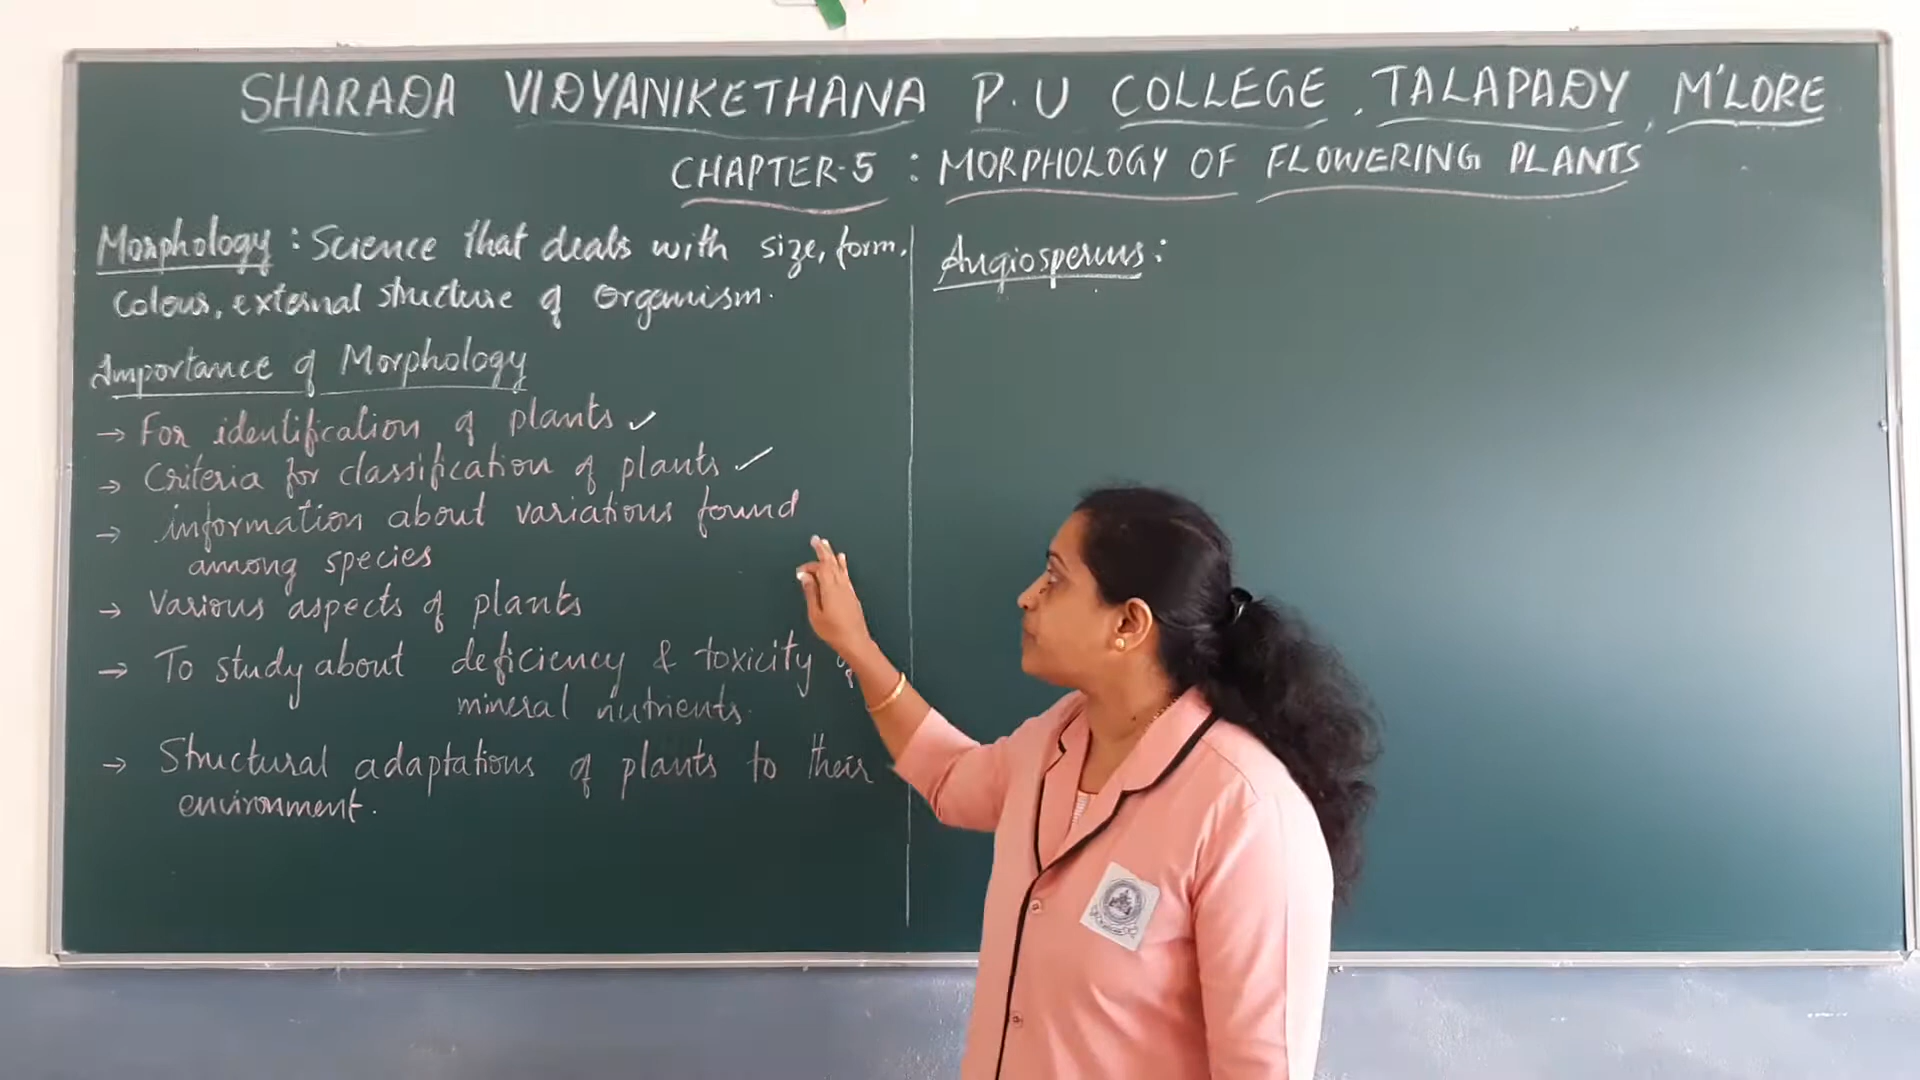 SHARADA VIDYANIKETHANA P.U COLLEGE, TALAPADY, M'LORE
CHAPTER-5 : MORPHOLOGY OF FLOWERING PLANTS
Morphology : Science that deals with size, form,
colour, external structure of Organism.
Importance of Morphology
→ For identification of plants ✓
→ Criteria for classification of plants ✓
→ information about variations found
among species
→ Various aspects of plants
→ To study about deficiency & toxicity of
mineral nutrients.
→ Structural adaptations of plants to their
environment.
Angiosperms :